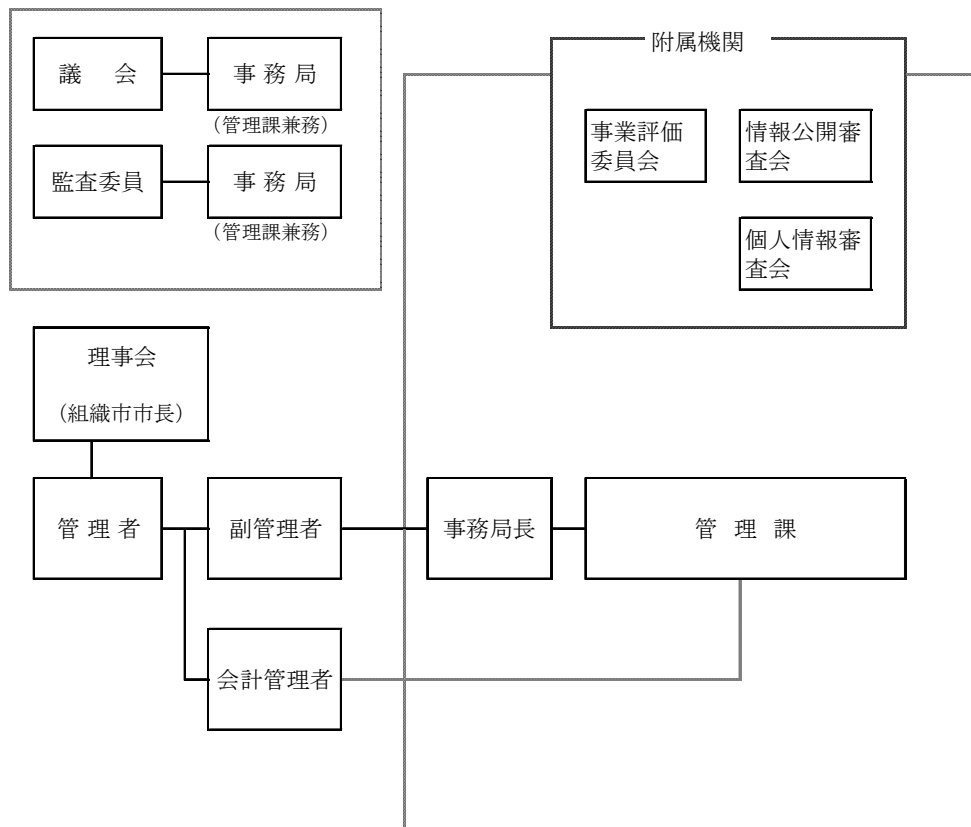 議　会
事 務 局
(管理課兼務)
監査委員
事 務 局
(管理課兼務)
附属機関
事業評価
委員会
情報公開審
査会
個人情報審
査会
理事会
(組織市市長)
管 理 者
副管理者
事務局長
管 理 課
会計管理者